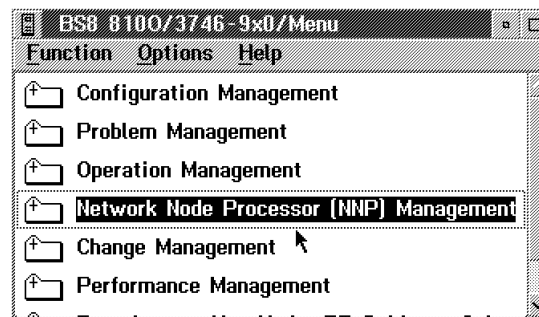 BS8 8100/3746-9x0/Menu
Function Options Help
Configuration Management
Problem Management
Operation Management
Network Node Processor (NNP) Management
Change Management
Performance Management